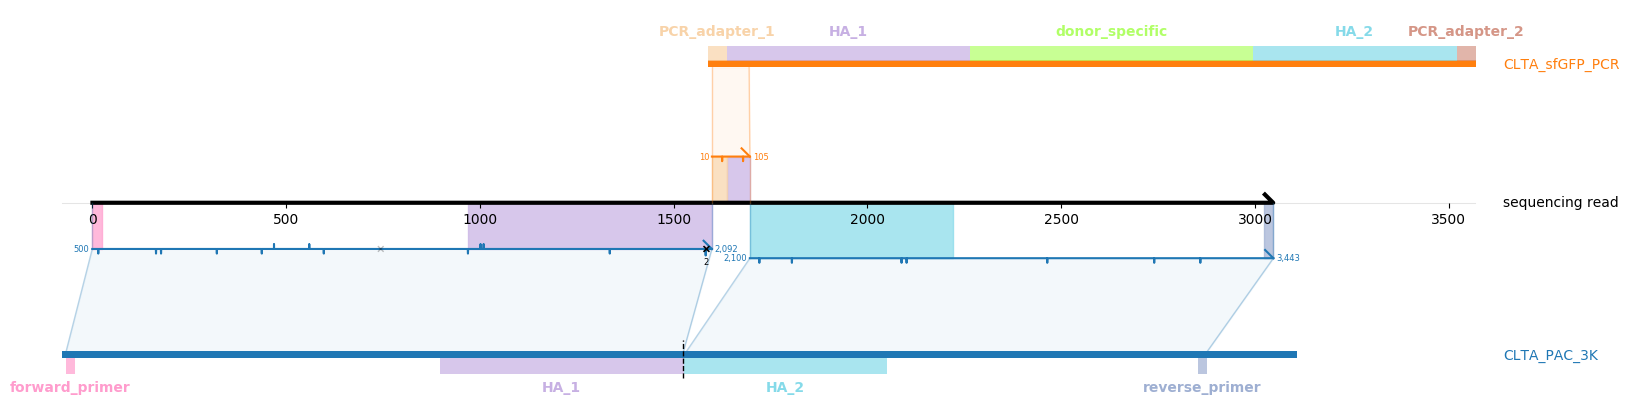 PCR_adapter_1 HA_1 donor_specific HA_2 PCR_adapter_2
CLTA_sfGFP_PCR
10 105
sequencing read
0 500 1000 1500 2000 2500 3000 3500
500 2,092
2
2,100 3,443
CLTA_PAC_3K
forward_primer HA_1 HA_2 reverse_primer